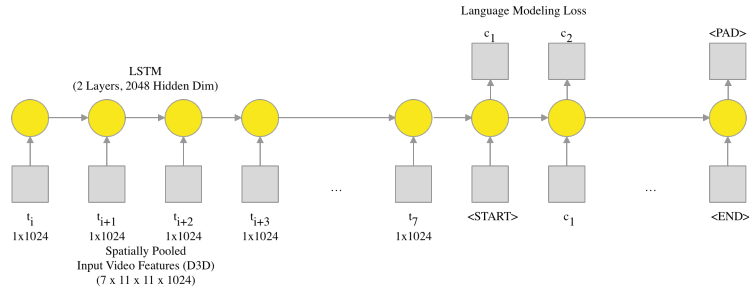 Language Modeling Loss
c1 c2 <PAD>
LSTM
(2 Layers, 2048 Hidden Dim)
... ...
ti ti+1 ti+2 ti+3 t7 <START> c1 <END>
1x1024 1x1024 1x1024 1x1024 1x1024
Spatially Pooled
Input Video Features (D3D)
(7 x 11 x 11 x 1024)